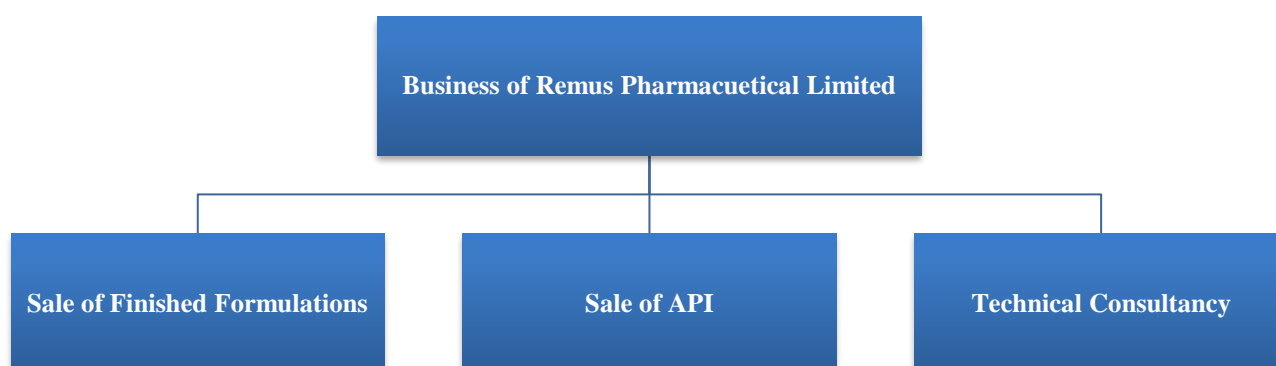 Business of Remus Pharmacuetical Limited
Sale of Finished Formulations
Sale of API
Technical Consultancy